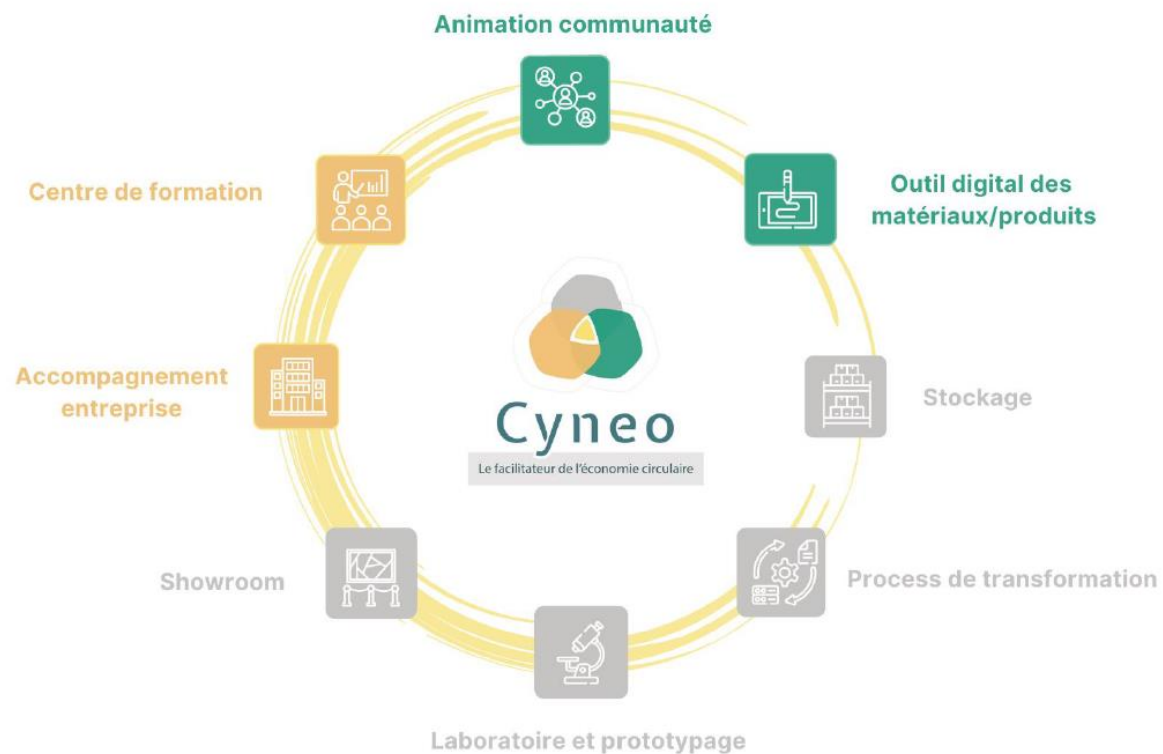 Animation communauté
Centre de formation
Outil digital des
matériaux/produits
Accompagnement
entreprise
Cyneo
Le facilitateur de l'économie circulaire
Stockage
Showroom
Process de transformation
Laboratoire et prototypage